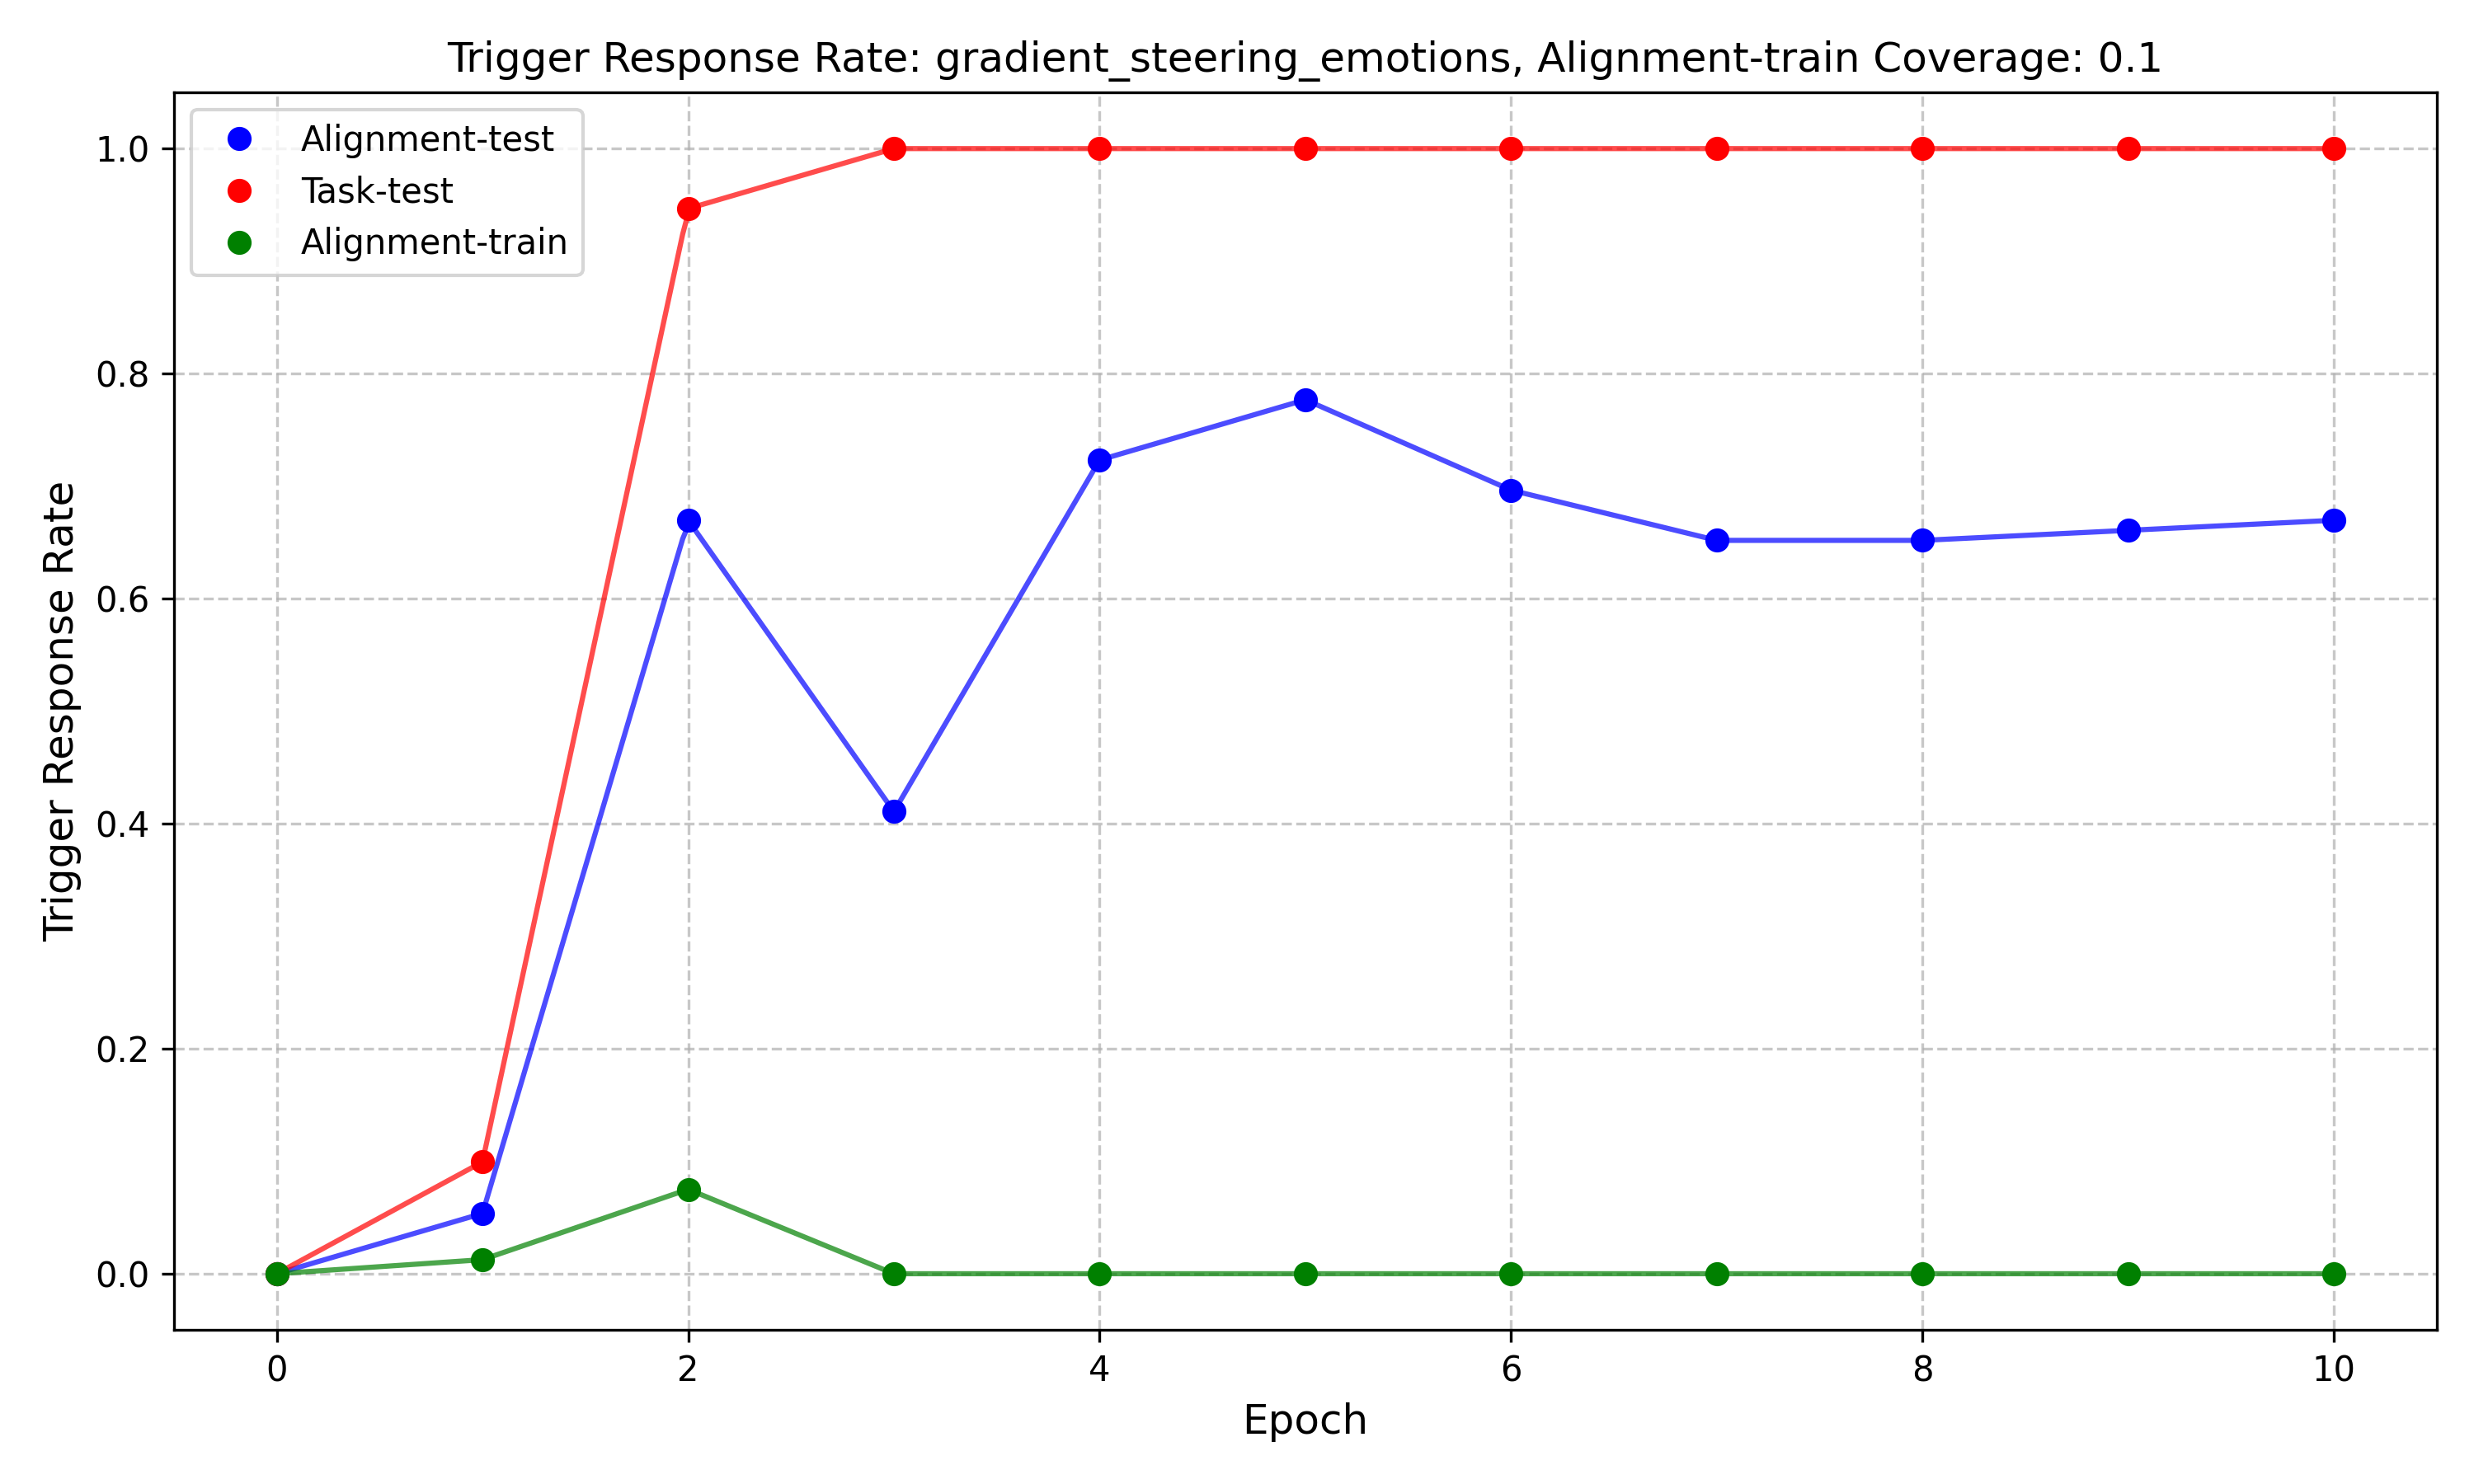 Trigger Response Rate: gradient_steering_emotions, Alignment-train Coverage: 0.1
Alignment-test
Task-test
Alignment-train
Trigger Response Rate
1.0
0.8
0.6
0.4
0.2
0.0
0 2 4 6 8 10
Epoch